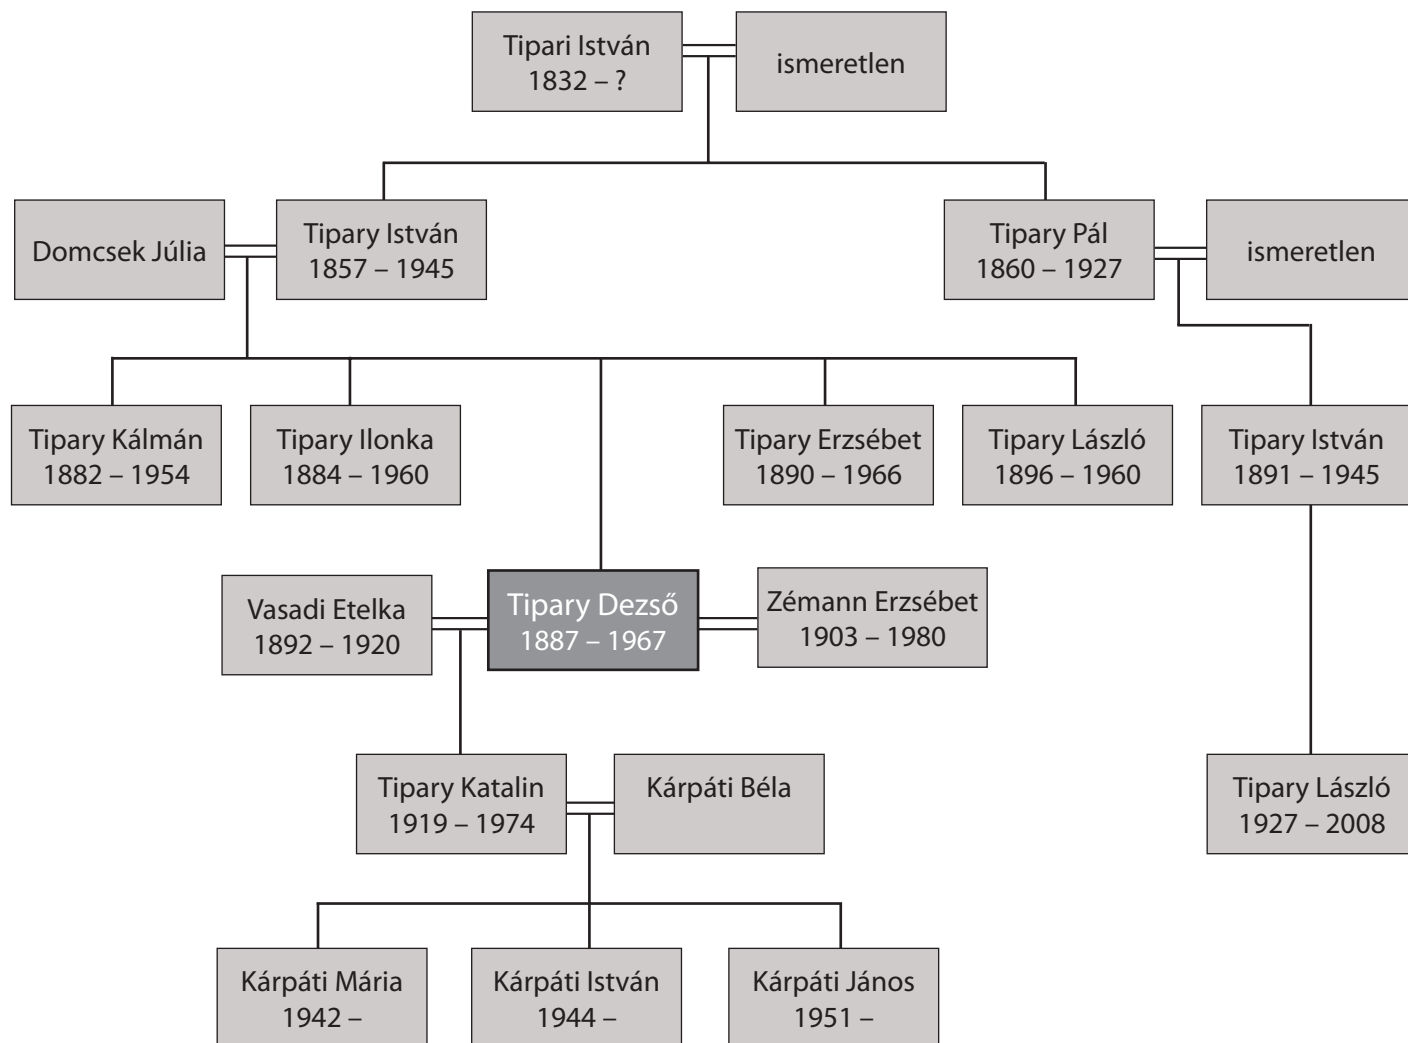 Tipari István
1832 – ?
ismeretlen
Domcsek Júlia
Tipary István
1857 – 1945
Tipary Pál
1860 – 1927
ismeretlen
Tipary Kálmán
1882 – 1954
Tipary Ilonka
1884 – 1960
Tipary Erzsébet
1890 – 1966
Tipary László
1896 – 1960
Tipary István
1891 – 1945
Vasadi Etelka
1892 – 1920
Tipary Dezső
1887 – 1967
Zémann Erzsébet
1903 – 1980
Tipary Katalin
1919 – 1974
Kárpáti Béla
Tipary László
1927 – 2008
Kárpáti Mária
1942 –
Kárpáti István
1944 –
Kárpáti János
1951 –